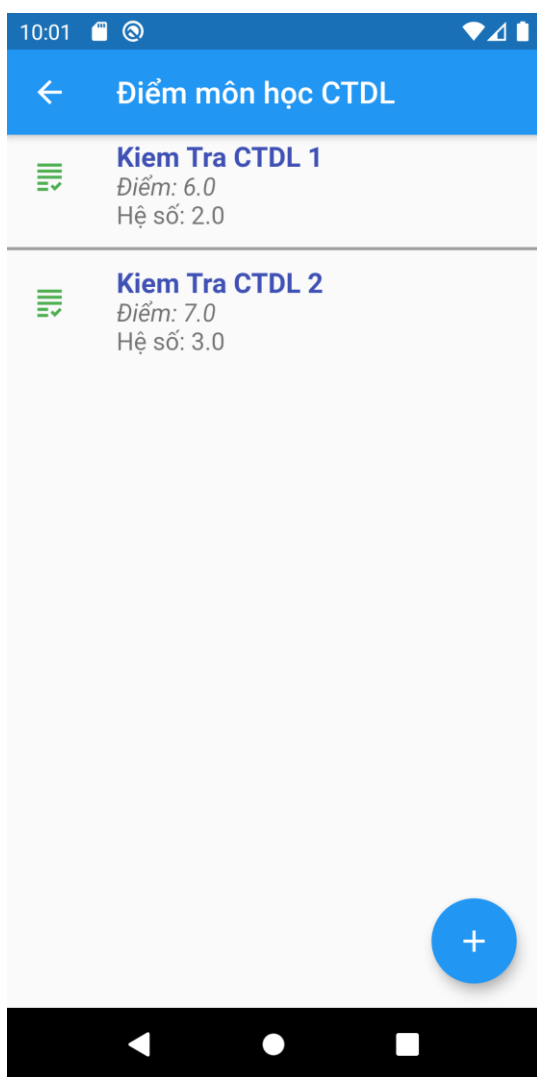 10:01
Điểm môn học CTDL
Kiem Tra CTDL 1
Điểm: 6.0
Hệ số: 2.0
Kiem Tra CTDL 2
Điểm: 7.0
Hệ số: 3.0